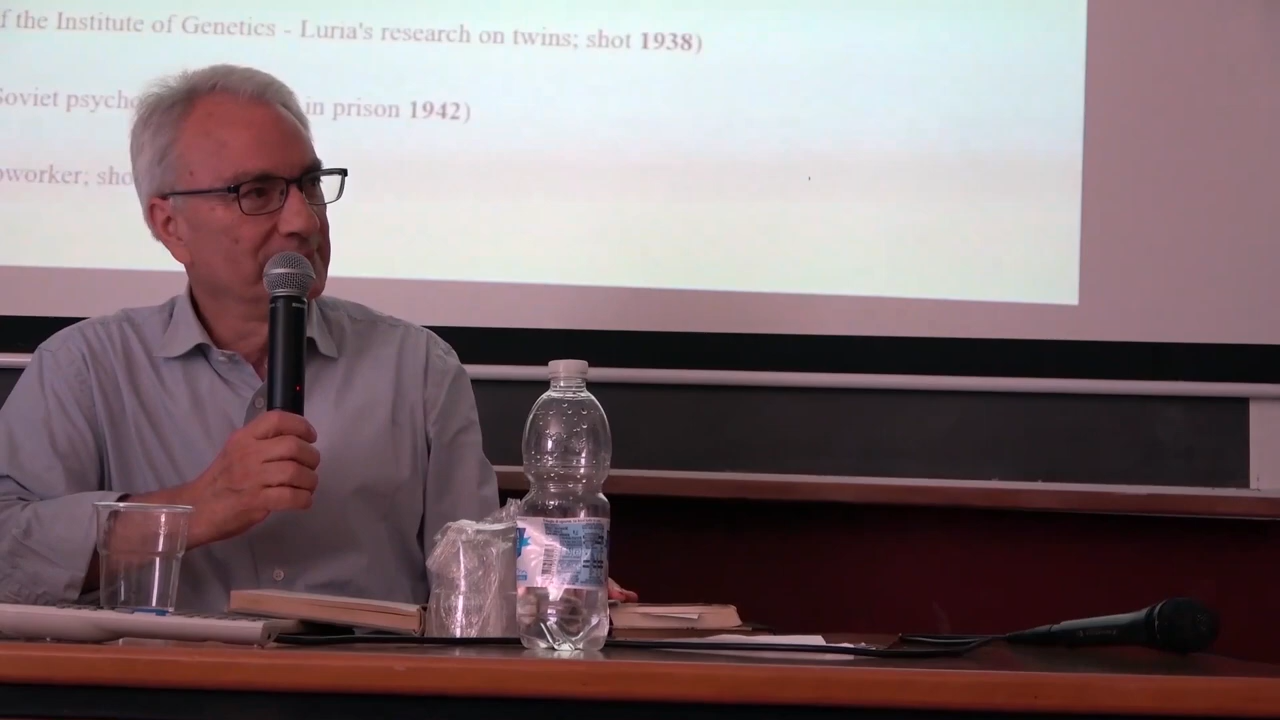 f the Institute of Genetics - Luria's research on twins; shot 1938)
Soviet psycho in prison 1942)
oworker; sho